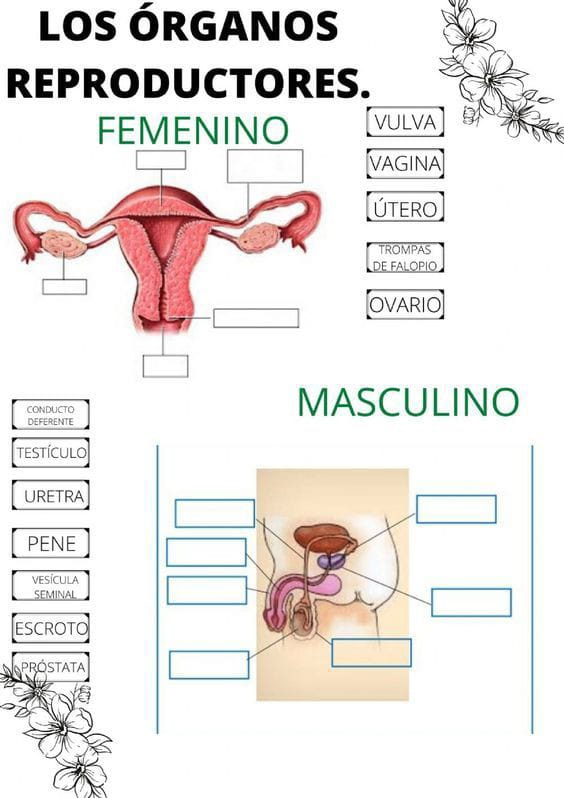 LOS ÓRGANOS
REPRODUCTORES.
FEMENINO
VULVA
VAGINA
ÚTERO
TROMPAS
DE FALOPIO
OVARIO
MASCULINO
CONDUCTO
DEFERENTE
TESTÍCULO
URETRA
PENE
VESÍCULA
SEMINAL
ESCROTO
PRÓSTATA